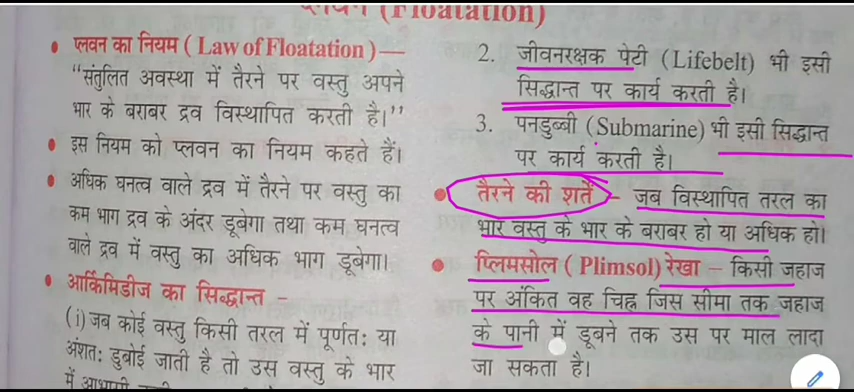 प्लवन (Floatation)
• प्लवन का नियम ( Law of Floatation ) —
“संतुलित अवस्था में तैरने पर वस्तु अपने
भार के बराबर द्रव विस्थापित करती है।’’
• इस नियम को प्लवन का नियम कहते हैं।
• अधिक घनत्व वाले द्रव में तैरने पर वस्तु का
कम भाग द्रव के अंदर डूबेगा तथा कम घनत्व
वाले द्रव में वस्तु का अधिक भाग डूबेगा।
• आर्किमिडीज का सिद्धान्त –
(i) जब कोई वस्तु किसी तरल में पूर्णतः या
अंशतः डुबोई जाती है तो उस वस्तु के भार
में आभासी
2. जीवनरक्षक पेटी (Lifebelt) भी इसी
सिद्धान्त पर कार्य करती है।
3. पनडुब्बी (Submarine) भी इसी सिद्धान्त
पर कार्य करती है।
• तैरने की शर्तें – जब विस्थापित तरल का
भार वस्तु के भार के बराबर हो या अधिक हो।
• प्लिमसोल ( Plimsol ) रेखा – किसी जहाज
पर अंकित वह चिह्न जिस सीमा तक जहाज
के पानी में डूबने तक उस पर माल लादा
जा सकता है।